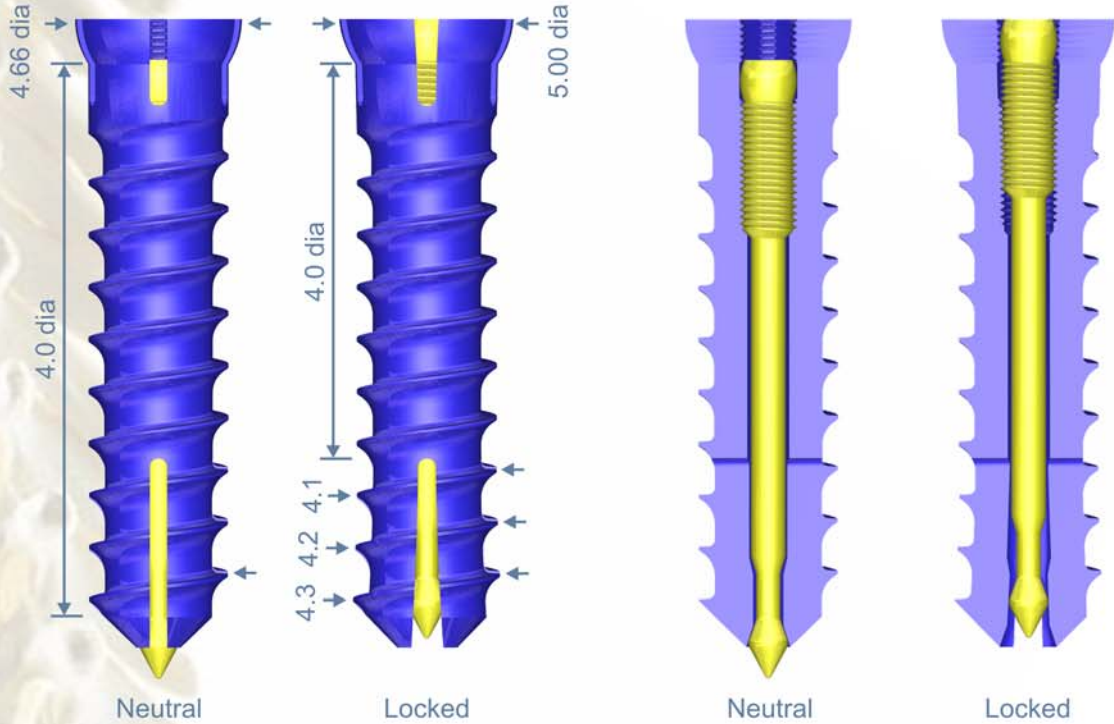 4.66 dia
5.00 dia
4.0 dia
4.0 dia
4.1
4.2
4.3
Neutral
Locked
Neutral
Locked